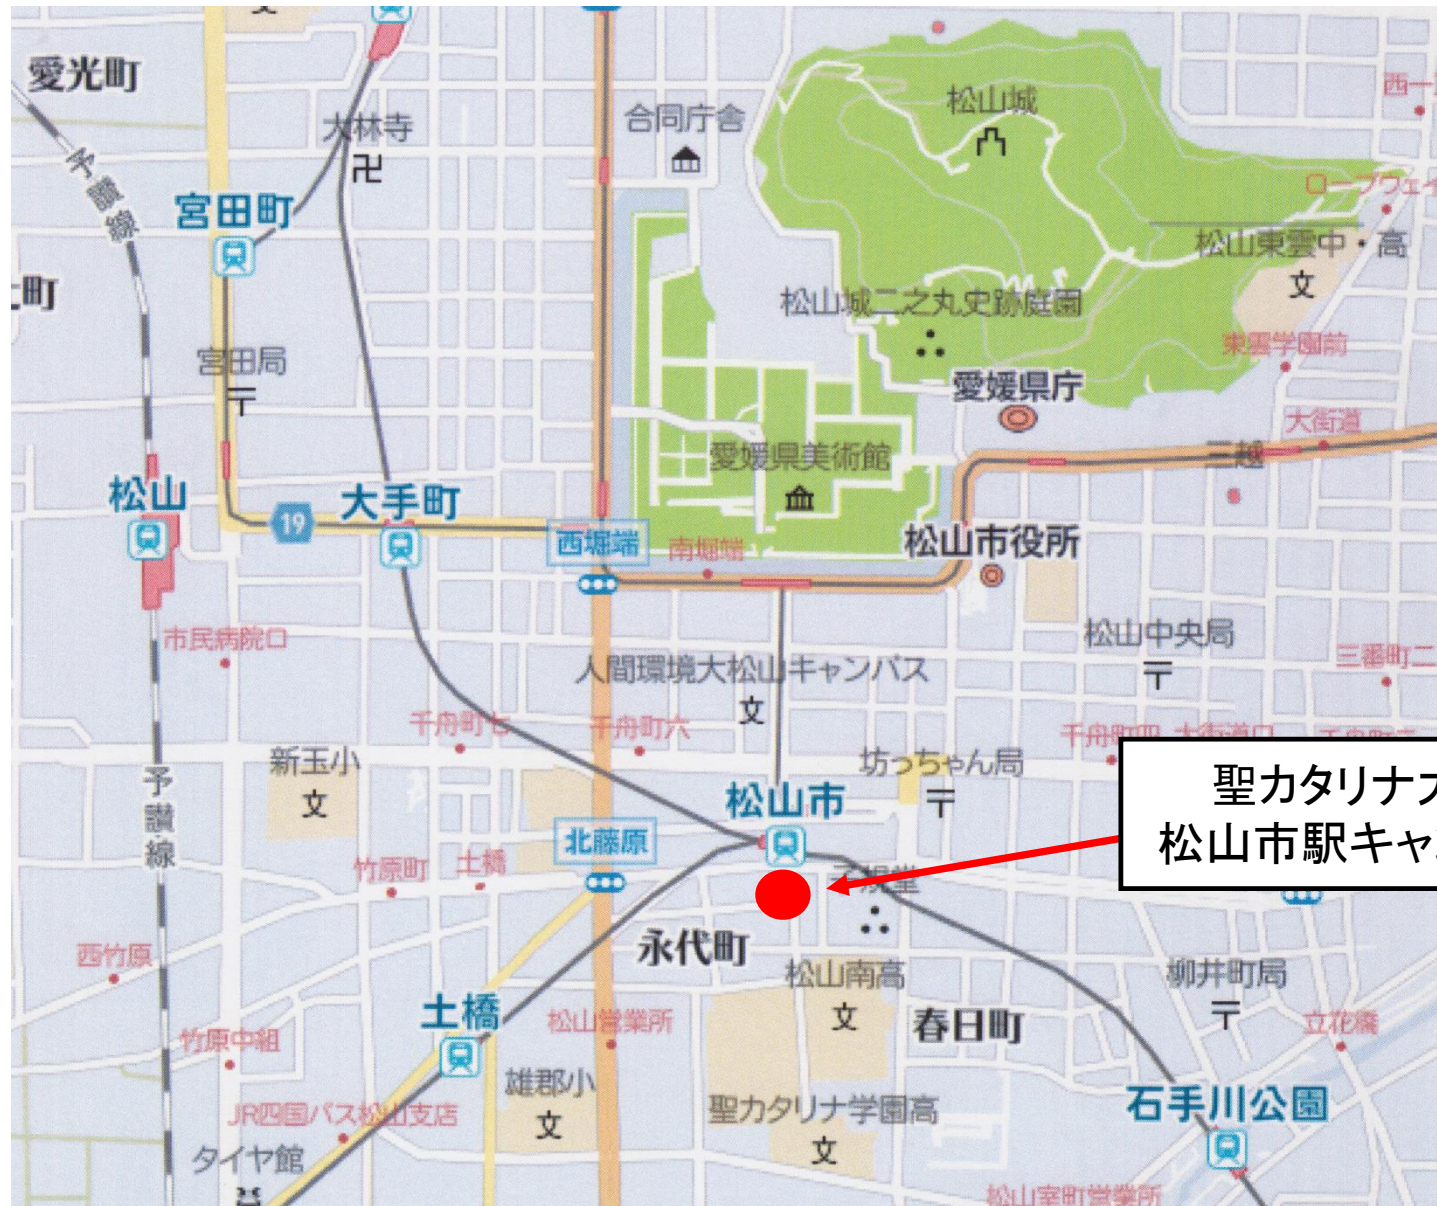 愛光町
大林寺
合同庁舎
松山城
西一
予讃線
宮田町
ロープウェイ
松山東雲中・高
町
松山城二之丸史跡庭園
宮田局
東雲学園前
愛媛県庁
大街道
三越
愛媛県美術館
松山
大手町
19
西堀端
南堀端
松山市役所
市民病院口
松山中央局
三番町二
人間環境大松山キャンパス
文
千舟町七
千舟町六
新玉小
文
坊っちゃん局
予讃線
松山市
聖カタリナ
松山市駅キャ
北藤原
竹原町
土橋
西竹原
永代町
松山南高
文
柳井町局
土橋
松山営業所
春日町
立花橋
竹原中組
雄郡小
文
JR四国バス松山支店
聖カタリナ学園高
文
石手川公園
タイヤ館
松山室町営業所